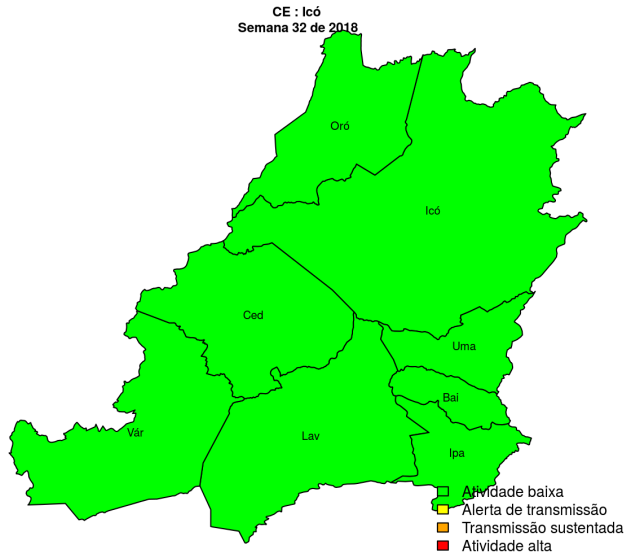 CE : Icó
Semana 32 de 2018
Oró
Icó
Ced
Uma
Bai
Vár
Lav
Ipa
Atividade baixa
Alerta de transmissão
Transmissão sustentada
Atividade alta